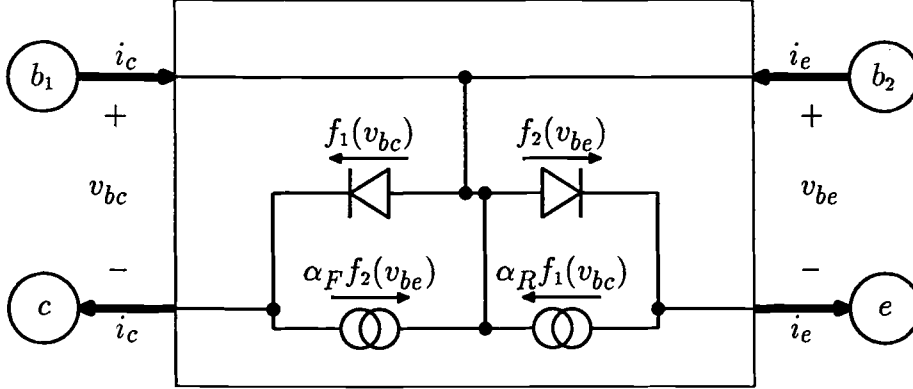 b₁ i_c i_e b₂
+ +
f₁(v_bc) f₂(v_be)
v_bc v_be
− −
α_F f₂(v_be) α_R f₁(v_bc)
c e
i_c i_e